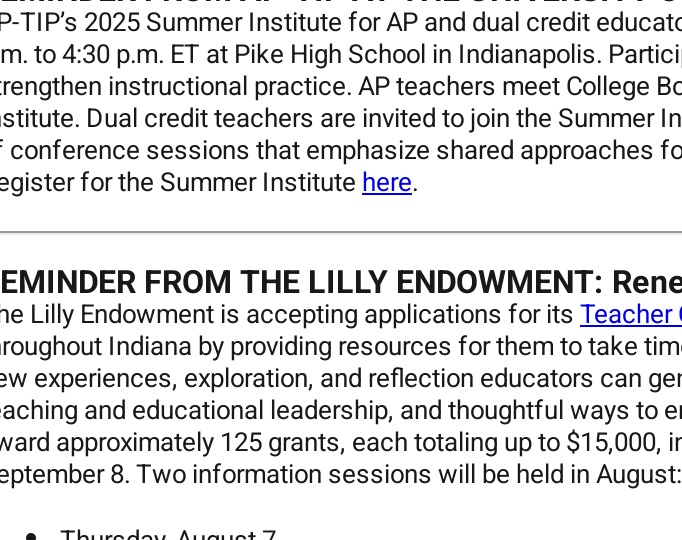 P-TIP's 2025 Summer Institute for AP and dual credit educato
.m. to 4:30 p.m. ET at Pike High School in Indianapolis. Partici
trengthen instructional practice. AP teachers meet College Bo
nstitute. Dual credit teachers are invited to join the Summer In
f conference sessions that emphasize shared approaches fo
egister for the Summer Institute here.
EMINDER FROM THE LILLY ENDOWMENT: Rene
he Lilly Endowment is accepting applications for its Teacher
hroughout Indiana by providing resources for them to take tim
ew experiences, exploration, and reflection educators can gen
eaching and educational leadership, and thoughtful ways to e
ward approximately 125 grants, each totaling up to $15,000, i
eptember 8. Two information sessions will be held in August:
• Thursday, August 7